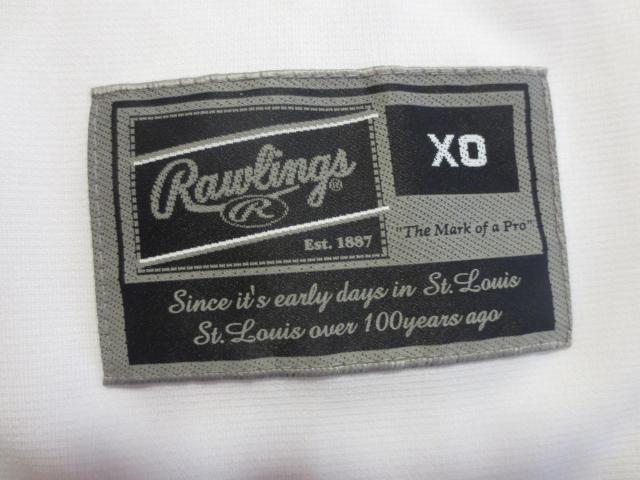 Rawlings®
R
Est. 1887
XO
"The Mark of a Pro"
Since it's early days in St. Louis
St. Louis over 100years ago